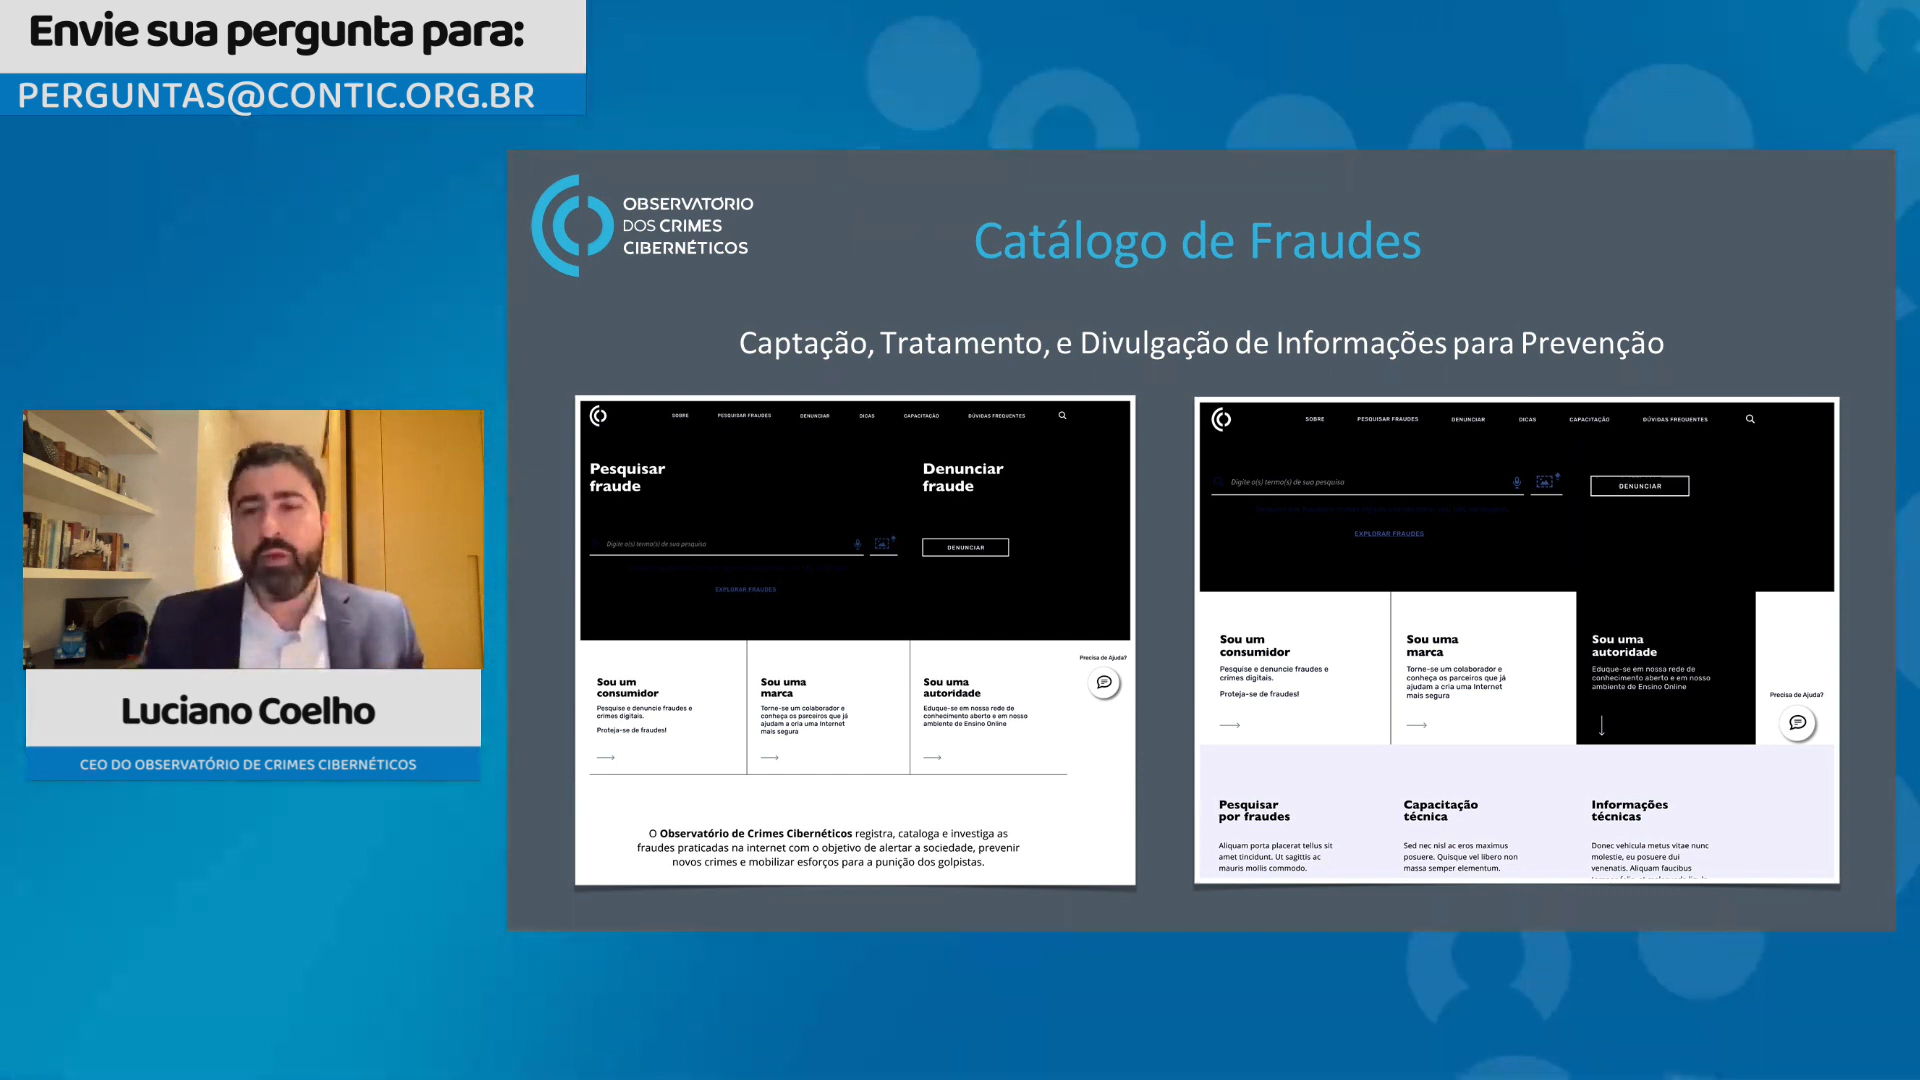 Envie sua pergunta para:
PERGUNTAS@CONTIC.ORG.BR
OBSERVATÓRIO
DOS CRIMES
CIBERNÉTICOS
Catálogo de Fraudes
Captação, Tratamento, e Divulgação de Informações para Prevenção
SOBRE PESQUISAR FRAUDES DENUNCIAR DICAS CAPACITAÇÃO DÚVIDAS FREQUENTES
Pesquisar
fraude
Denunciar
fraude
Digite o(s) termo(s) de sua pesquisa
DENUNCIAR
EXPLORAR FRAUDES
Sou um
consumidor
Pesquise e denuncie fraudes e
crimes digitais.
Proteja-se de fraudes!
Sou uma
marca
Torne-se um colaborador e
conheça os parceiros que já
ajudam a cria uma Internet
mais segura
Sou uma
autoridade
Eduque-se em nossa rede de
conhecimento aberto e em nosso
ambiente de Ensino Online
Precisa de Ajuda?
O Observatório de Crimes Cibernéticos registra, cataloga e investiga as
fraudes praticadas na internet com o objetivo de alertar a sociedade, prevenir
novos crimes e mobilizar esforços para a punição dos golpistas.
SOBRE PESQUISAR FRAUDES DENUNCIAR DICAS CAPACITAÇÃO DÚVIDAS FREQUENTES
Digite o(s) termo(s) de sua pesquisa
DENUNCIAR
EXPLORAR FRAUDES
Sou um
consumidor
Pesquise e denuncie fraudes e
crimes digitais.
Proteja-se de fraudes!
Sou uma
marca
Torne-se um colaborador e
conheça os parceiros que já
ajudam a cria uma Internet
mais segura
Sou uma
autoridade
Eduque-se em nossa rede de
conhecimento aberto e em nosso
ambiente de Ensino Online
Precisa de Ajuda?
Pesquisar
por fraudes
Aliquam porta placerat tellus sit
amet tincidunt. Ut sagittis ac
mauris mollis commodo.
Capacitação
técnica
Sed nec nisl ac eros maximus
posuere. Quisque vel libero non
massa semper elementum.
Informações
técnicas
Donec vehicula metus vitae nunc
molestie, eu posuere dui
venenatis. Aliquam faucibus
Luciano Coelho
CEO DO OBSERVATÓRIO DE CRIMES CIBERNÉTICOS